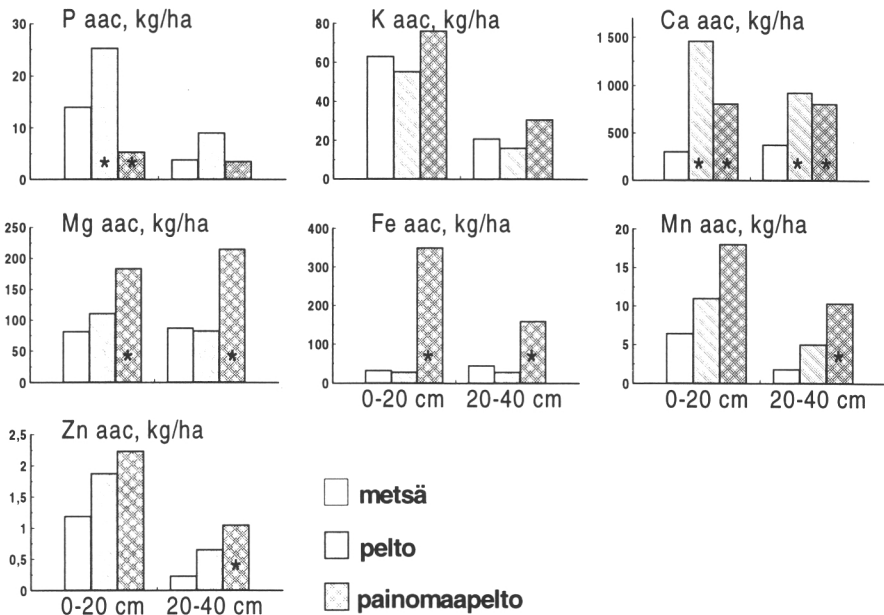 P aac, kg/ha
30
20
10
0
K aac, kg/ha
80
60
40
20
0
Ca aac, kg/ha
1 500
1 000
500
0
Mg aac, kg/ha
250
200
150
100
50
0
Fe aac, kg/ha
400
300
200
100
0
0-20 cm 20-40 cm
Mn aac, kg/ha
20
15
10
5
0
0-20 cm 20-40 cm
Zn aac, kg/ha
2,5
2
1,5
1
0,5
0
0-20 cm 20-40 cm
metsä
pelto
painomaapelto